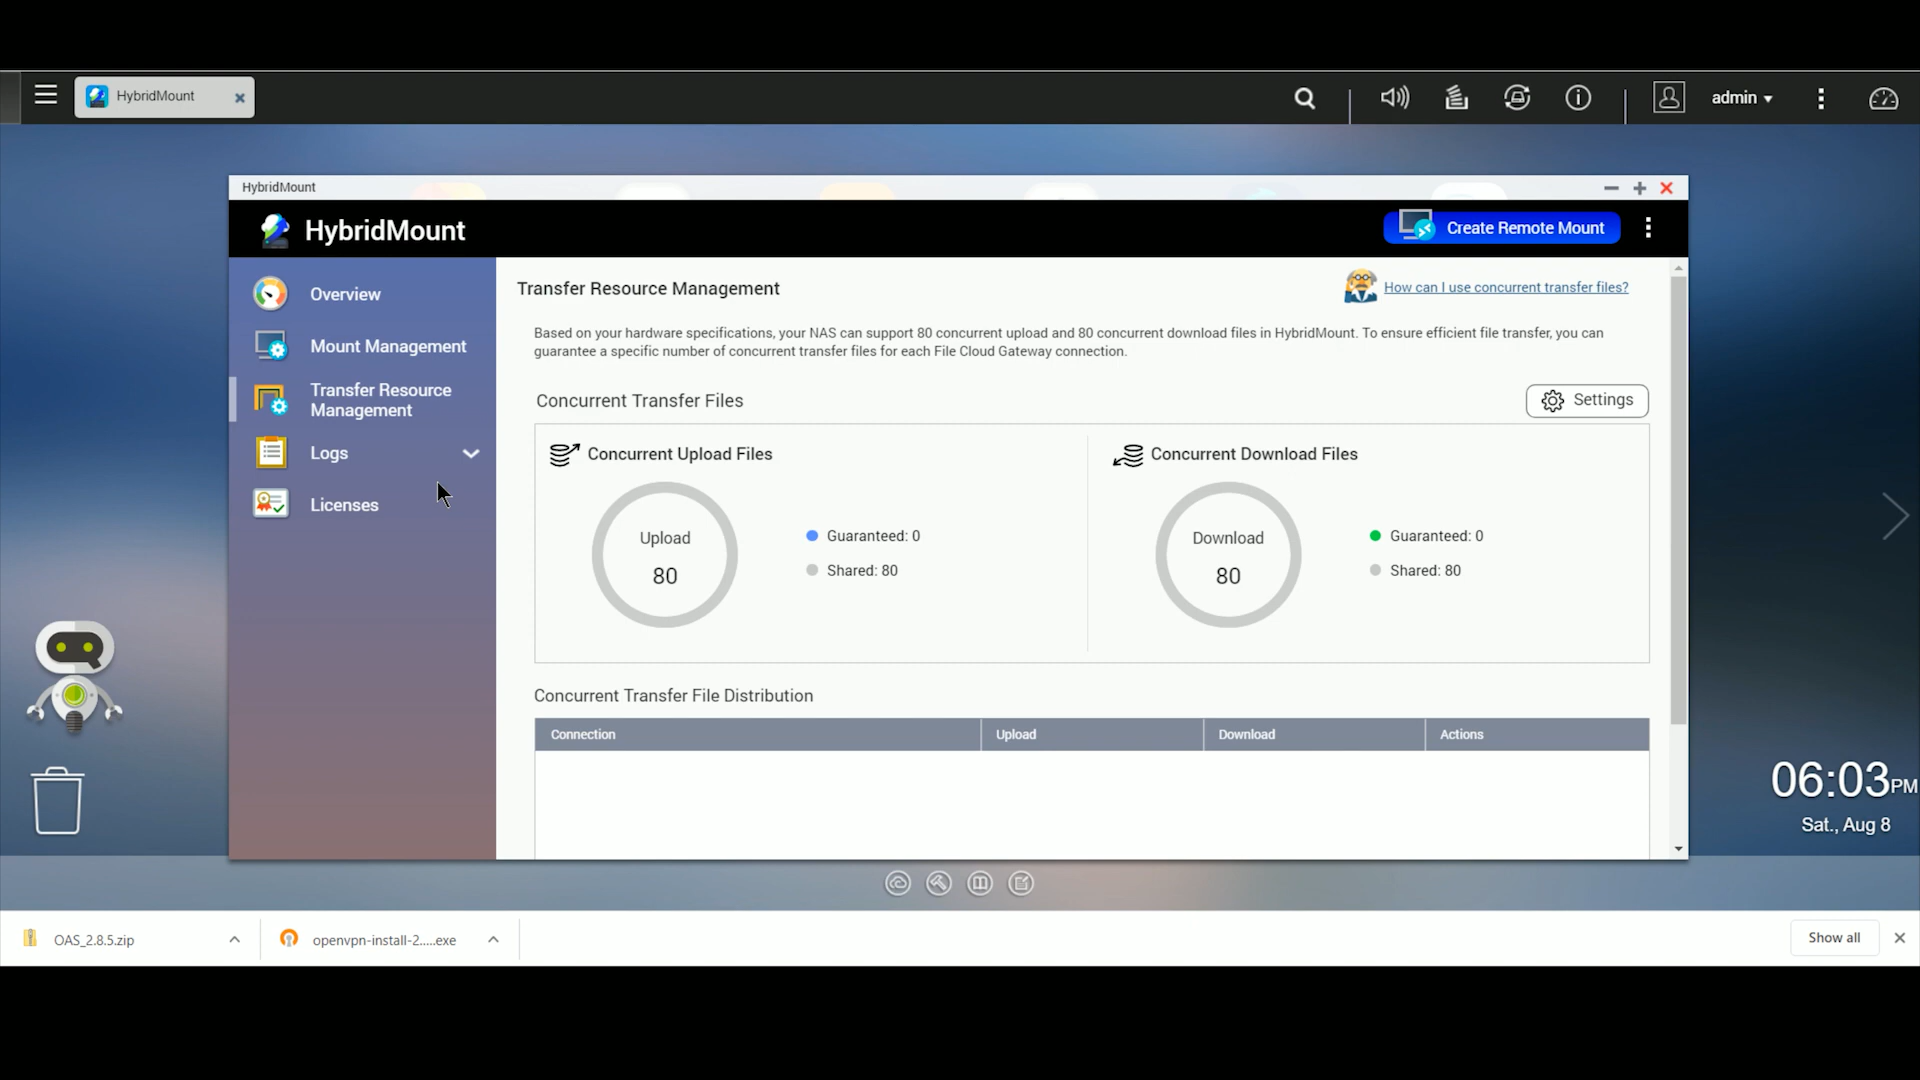 HybridMount
admin
HybridMount
HybridMount
Create Remote Mount
Overview
Mount Management
Transfer Resource
Management
Logs
Licenses
Transfer Resource Management
How can I use concurrent transfer files?
Based on your hardware specifications, your NAS can support 80 concurrent upload and 80 concurrent download files in HybridMount. To ensure efficient file transfer, you can
guarantee a specific number of concurrent transfer files for each File Cloud Gateway connection.
Concurrent Transfer Files
Settings
Concurrent Upload Files
Upload
80
Guaranteed: 0
Shared: 80
Concurrent Download Files
Download
80
Guaranteed: 0
Shared: 80
Concurrent Transfer File Distribution
Connection Upload Download Actions
06:03PM
Sat., Aug 8
OAS_2.8.5.zip
openvpn-install-2.....exe
Show all